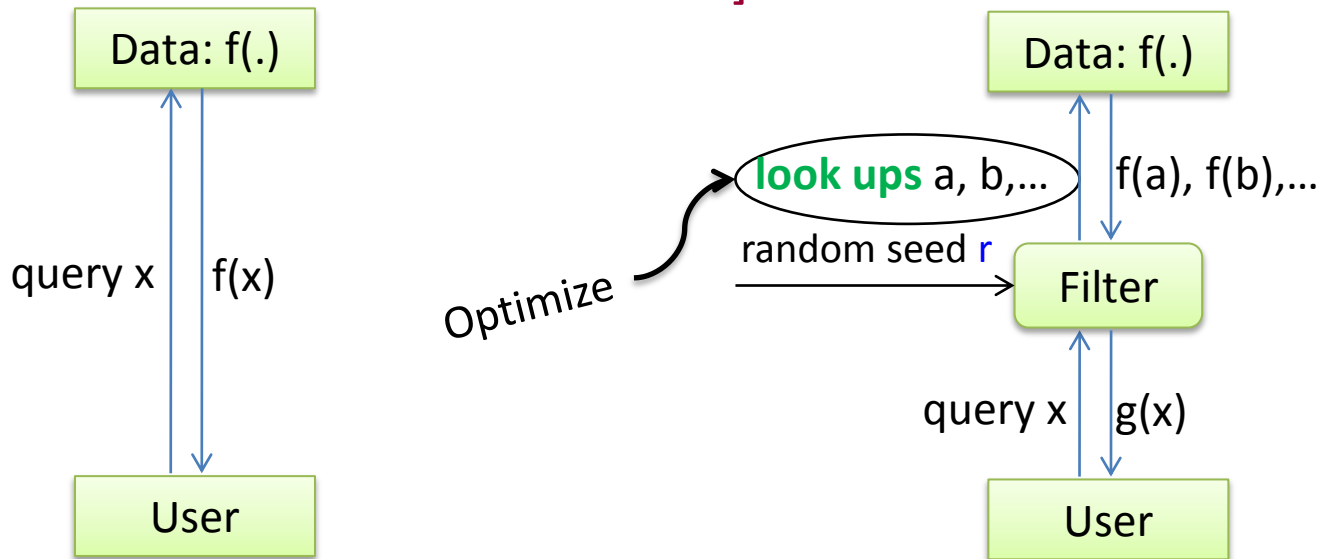 ]
Data: f(.)
query x
f(x)
User
Optimize
Data: f(.)
look ups a, b,...
f(a), f(b),...
random seed r
Filter
query x
g(x)
User